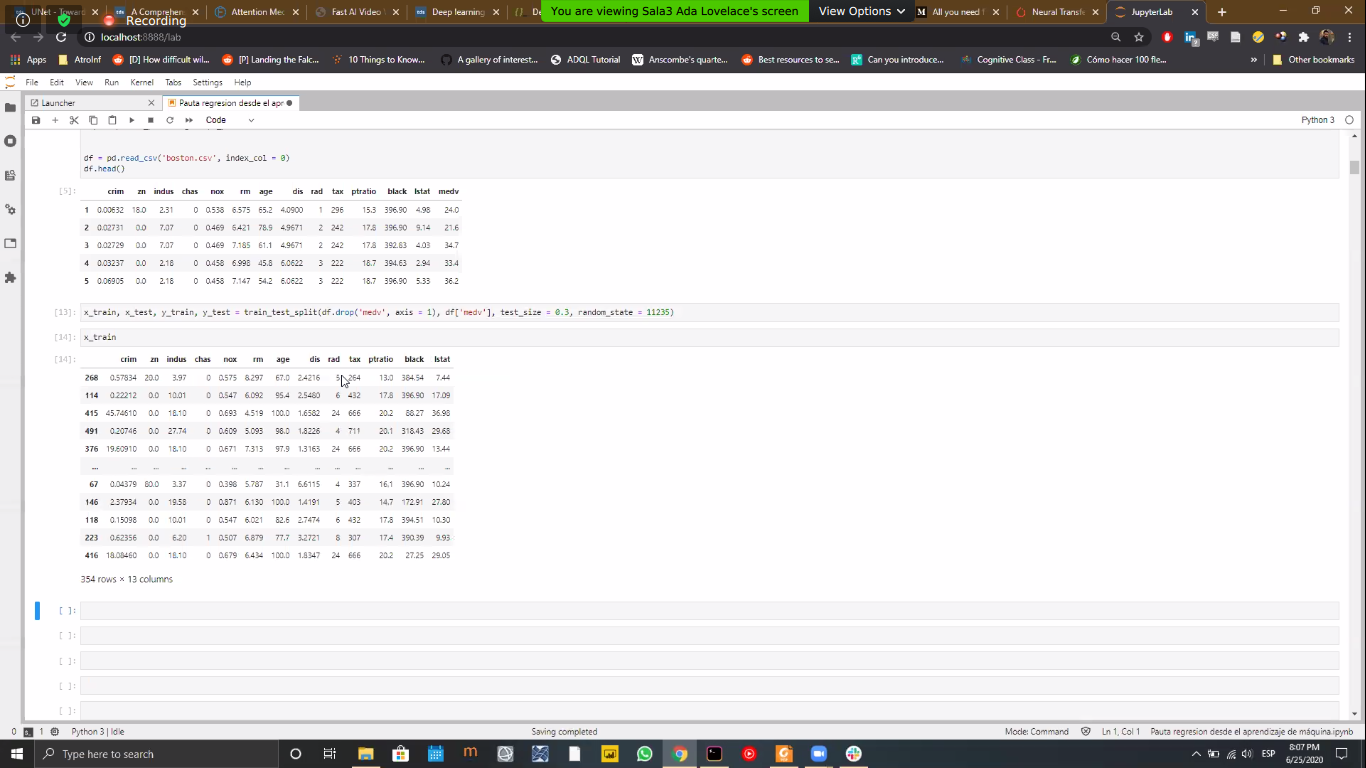 UNet - Towar
A Comprehen
Attention Mec
Fast AI Video
Deep learning
You are viewing Sala3 Ada Lovelace's screen
View Options
All you need f
Neural Transfe
JupyterLab
Recording
localhost:8888/lab
Apps
AtroInf
[D] How difficult wil...
[P] Landing the Falc...
10 Things to Know...
A gallery of interest...
ADQL Tutorial
Anscombe's quarte...
Best resources to se...
Can you introduce...
Cognitive Class - Fr...
Cómo hacer 100 fle...
Other bookmarks
File Edit View Run Kernel Tabs Settings Help
Launcher
Pauta regresion desde el apr
Code
Python 3
df = pd.read_csv('boston.csv', index_col = 0)
df.head()
[5]:
crim zn indus chas nox rm age dis rad tax ptratio black lstat medv
1 0.00632 18.0 2.31 0 0.538 6.575 65.2 4.0900 1 296 15.3 396.90 4.98 24.0
2 0.02731 0.0 7.07 0 0.469 6.421 78.9 4.9671 2 242 17.8 396.90 9.14 21.6
3 0.02729 0.0 7.07 0 0.469 7.185 61.1 4.9671 2 242 17.8 392.83 4.03 34.7
4 0.03237 0.0 2.18 0 0.458 6.998 45.8 6.0622 3 222 18.7 394.63 2.94 33.4
5 0.06905 0.0 2.18 0 0.458 7.147 54.2 6.0622 3 222 18.7 396.90 5.33 36.2
[13]: x_train, x_test, y_train, y_test = train_test_split(df.drop('medv', axis = 1), df['medv'], test_size = 0.3, random_state = 11235)
[14]: x_train
[14]:
crim zn indus chas nox rm age dis rad tax ptratio black lstat
268 0.57834 20.0 3.97 0 0.575 8.297 67.0 2.4216 5 264 13.0 384.54 7.44
114 0.22212 0.0 10.01 0 0.547 6.092 95.4 2.5480 6 432 17.8 396.90 17.09
415 45.74610 0.0 18.10 0 0.693 4.519 100.0 1.6582 24 666 20.2 88.27 36.98
491 0.20746 0.0 27.74 0 0.609 5.093 98.0 1.8226 4 711 20.1 318.43 29.68
376 19.60910 0.0 18.10 0 0.671 7.313 97.9 1.3163 24 666 20.2 396.90 13.44
... ... ... ... ... ... ... ... ... ... ... ... ... ...
67 0.04379 80.0 3.37 0 0.398 5.787 31.1 6.6115 4 337 16.1 396.90 10.24
146 2.37934 0.0 19.58 0 0.871 6.130 100.0 1.4191 5 403 14.7 172.91 27.80
118 0.15098 0.0 10.01 0 0.547 6.021 82.6 2.7474 6 432 17.8 394.51 10.30
223 0.62356 0.0 6.20 1 0.507 6.879 77.7 3.2721 8 307 17.4 390.39 9.93
416 18.08460 0.0 18.10 0 0.679 6.434 100.0 1.8347 24 666 20.2 27.25 29.05
354 rows × 13 columns
[ ]:
[ ]:
[ ]:
[ ]:
[ ]:
0 1 Python 3 | Idle
Saving completed
Mode: Command
Ln 1, Col 1
Pauta regresion desde el aprendizaje de máquina.ipynb
Type here to search
ESP
8:07 PM
6/25/2020